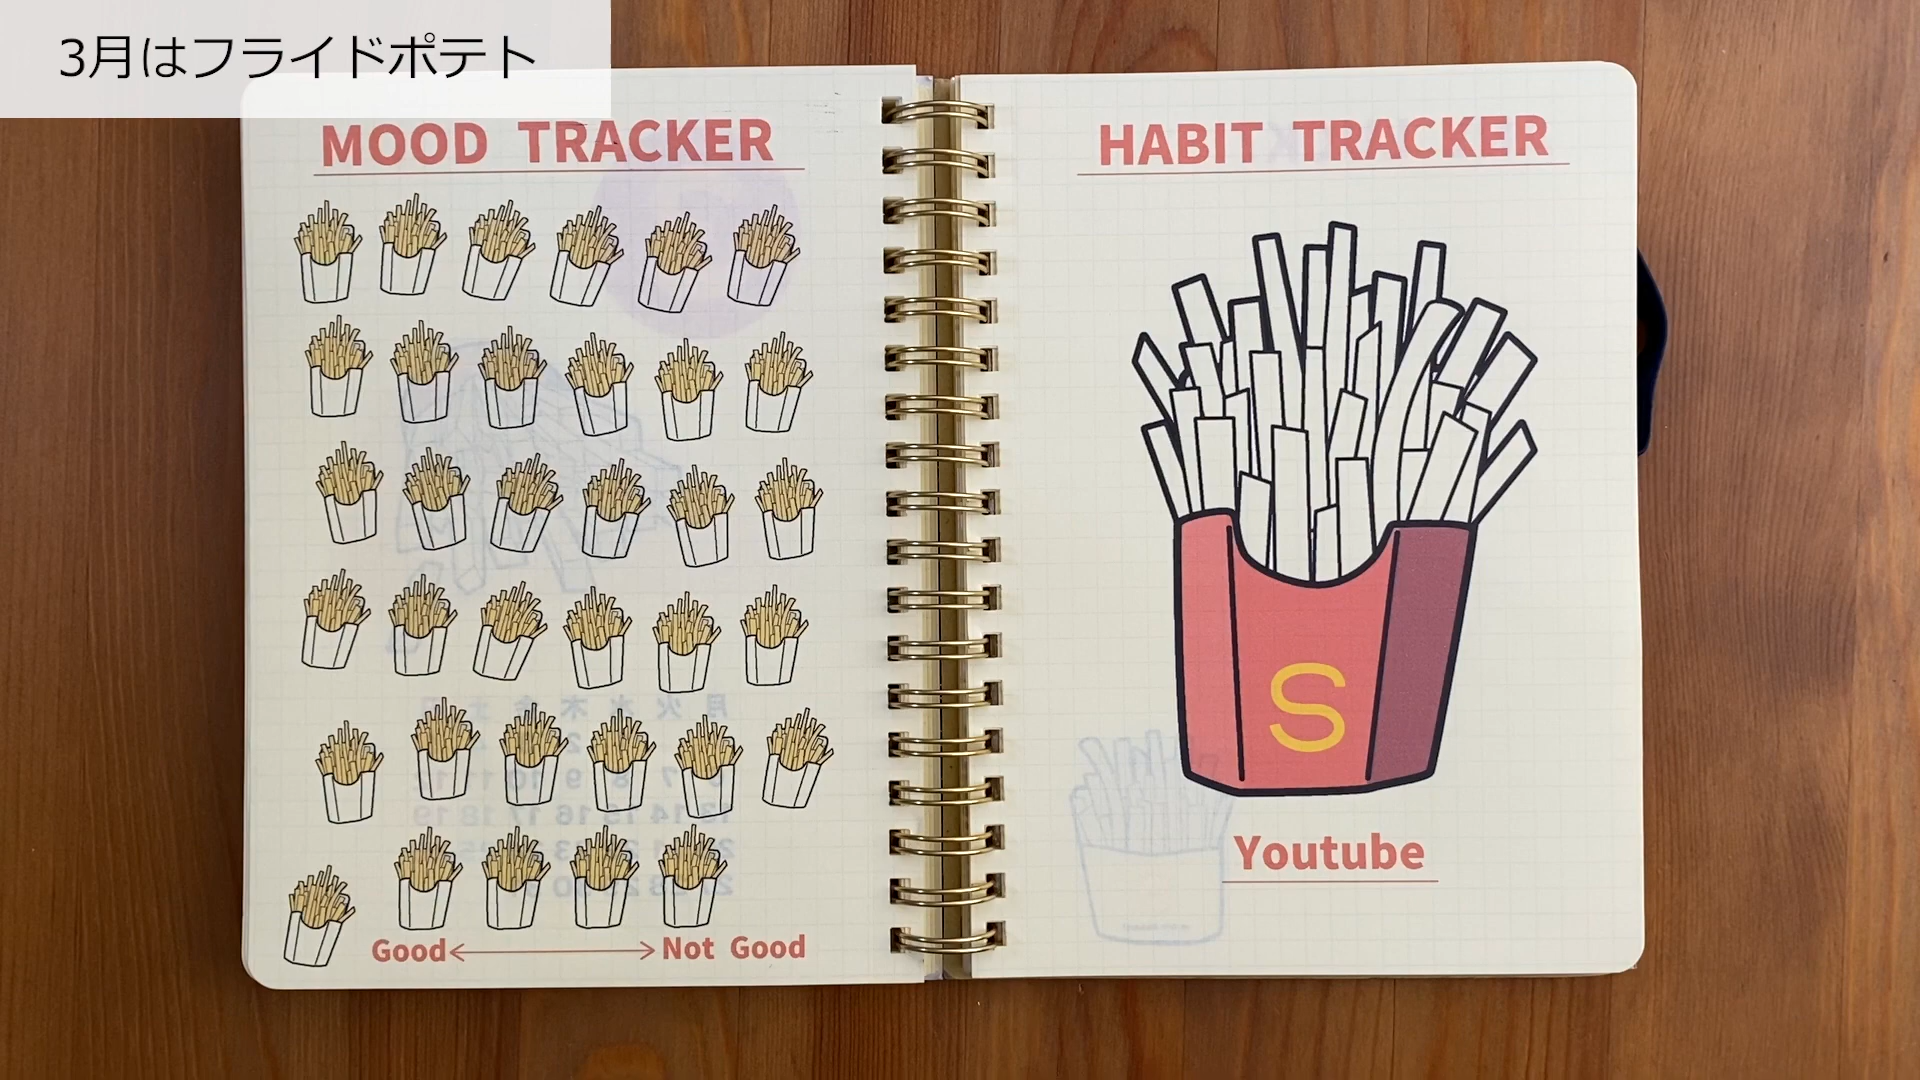 3月はフライドポテト
MOOD TRACKER
Good
Not Good
HABIT TRACKER
S
Youtube